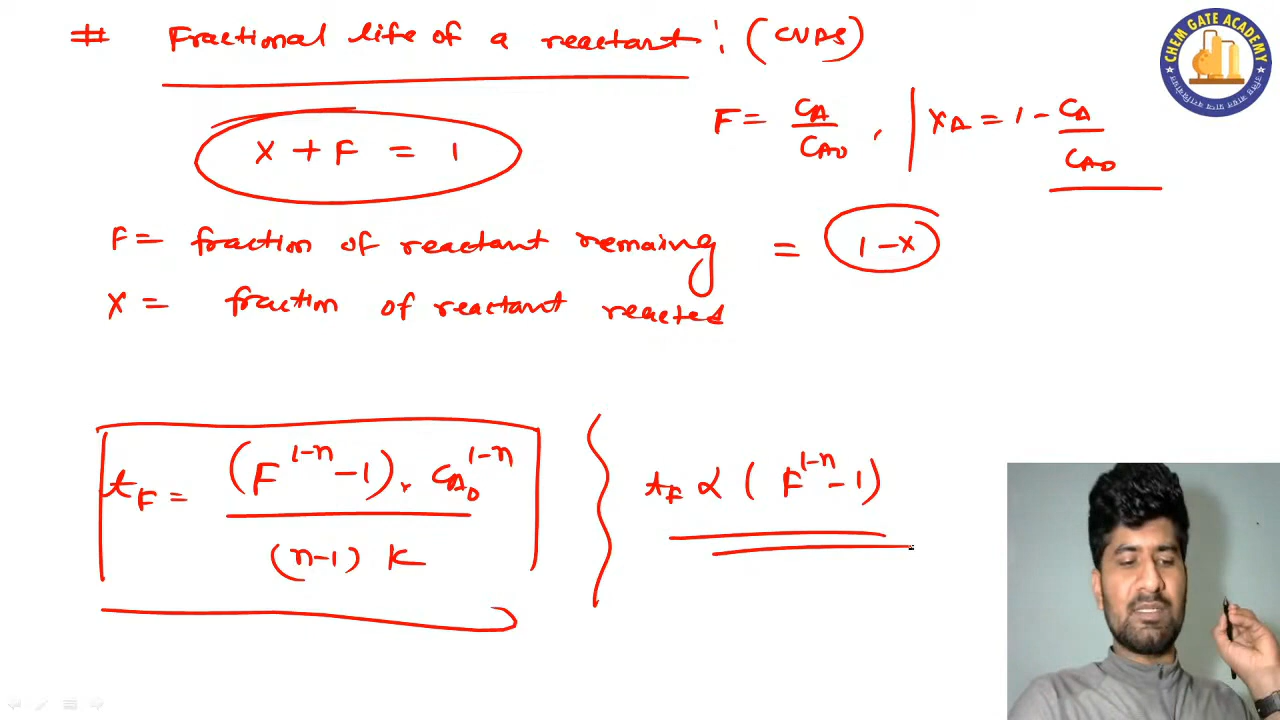 # Fractional life of a reactant : (CVBS)
x + F = 1
F = CA/CA0 , | XA = 1 - CA/CA0
F = fraction of reactant remaing = 1-x
X = fraction of reactant reacted
tF = (F^1-n - 1) . CA0^1-n / (n-1) K
tF ∝ (F^1-n - 1)
CHEM GATE ACADEMY